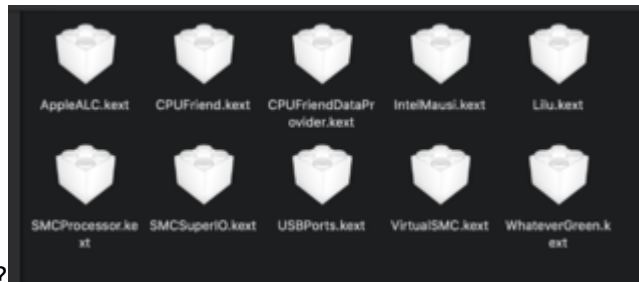 ?
AppleALC.kext
CPUFriend.kext
CPUFriendDataPr
ovider.kext
IntelMausi.kext
Lilu.kext
SMCProcessor.ke
xt
SMCSuperIO.kext
USBPorts.kext
VirtualSMC.kext
WhateverGreen.k
ext